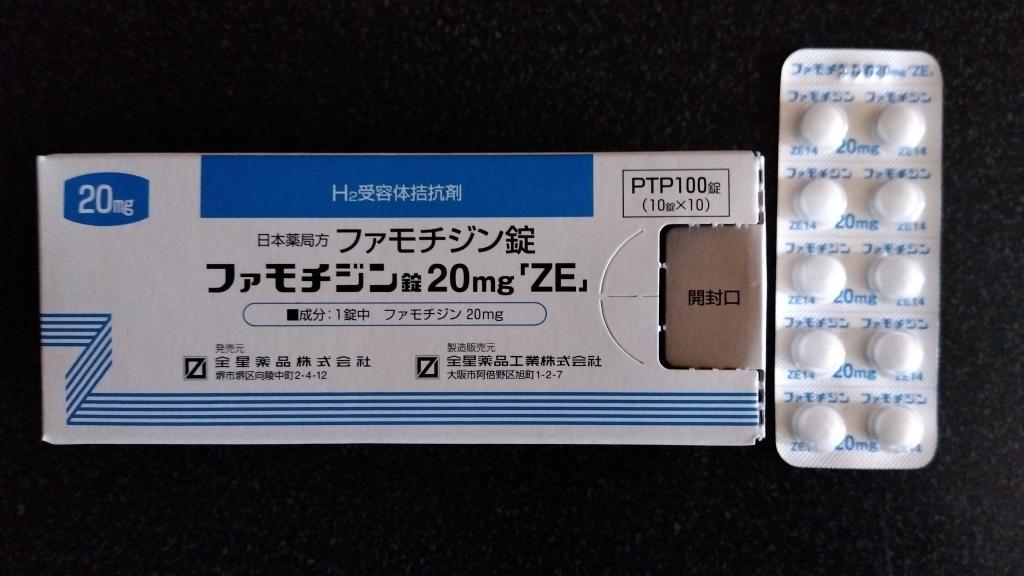 20mg
H₂受容体拮抗剤
PTP100錠
(10錠×10)
日本薬局方 ファモチジン錠
ファモチジン錠20mg「ZE」
■成分:1錠中 ファモチジン 20mg
開封口
発売元
全星薬品株式会社
堺市堺区向陵中町2-4-12
製造販売元
全星薬品工業株式会社
大阪市阿倍野区旭町1-2-7
ファモチジン錠20mg「ZE」
ファモチジン ファモチジン
ZE14 20mg ZE14
ファモチジン ファモチジン
ZE14 20mg ZE14
ファモチジン ファモチジン
ZE14 20mg ZE14
ファモチジン ファモチジン
ZE14 20mg ZE14
ファモチジン ファモチジン
ZE14 20mg ZE14